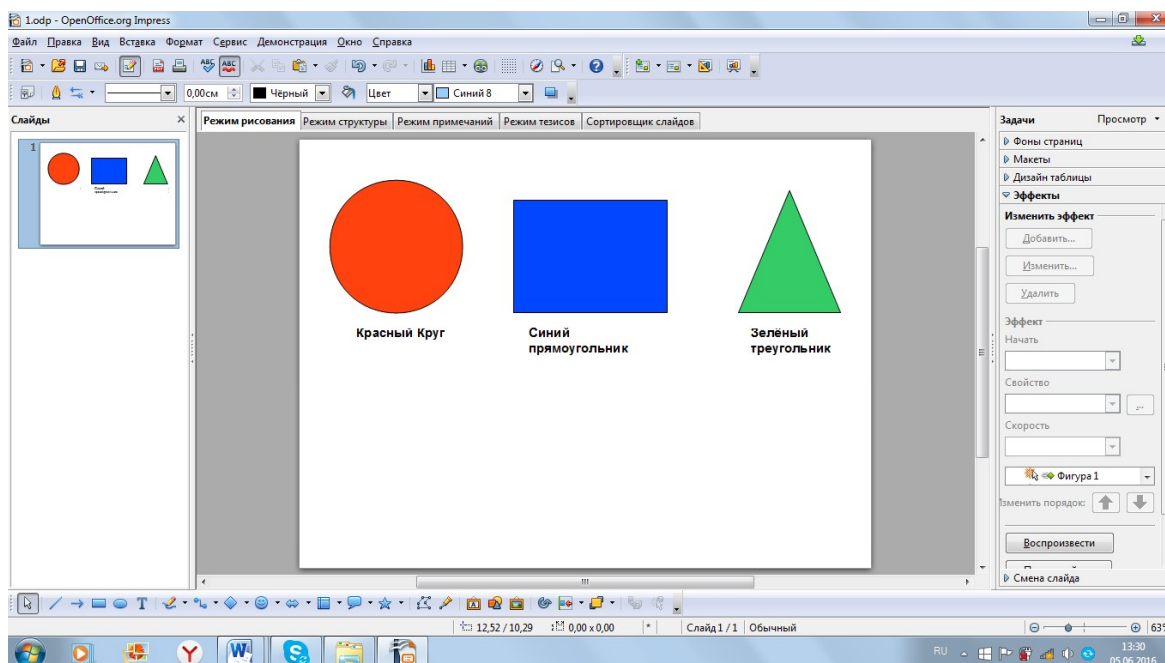 1.odp - OpenOffice.org Impress
Файл Правка Вид Вставка Формат Сервис Демонстрация Окно Справка
0,00см Чёрный Цвет Синий 8
Слайды
Режим рисования Режим структуры Режим примечаний Режим тезисов Сортировщик слайдов
Задачи Просмотр
1
Фоны страниц
Макеты
Дизайн таблицы
Эффекты
Изменить эффект
Добавить...
Изменить...
Удалить
Эффект
Начать
Свойство
...
Скорость
Фигура 1
Изменить порядок:
Воспроизвести
Смена слайда
Красный Круг
Синий
прямоугольник
Зелёный
треугольник
12,52 / 10,29 0,00 x 0,00 * Слайд 1 / 1 Обычный 63%
RU 13:30
05.06.2016